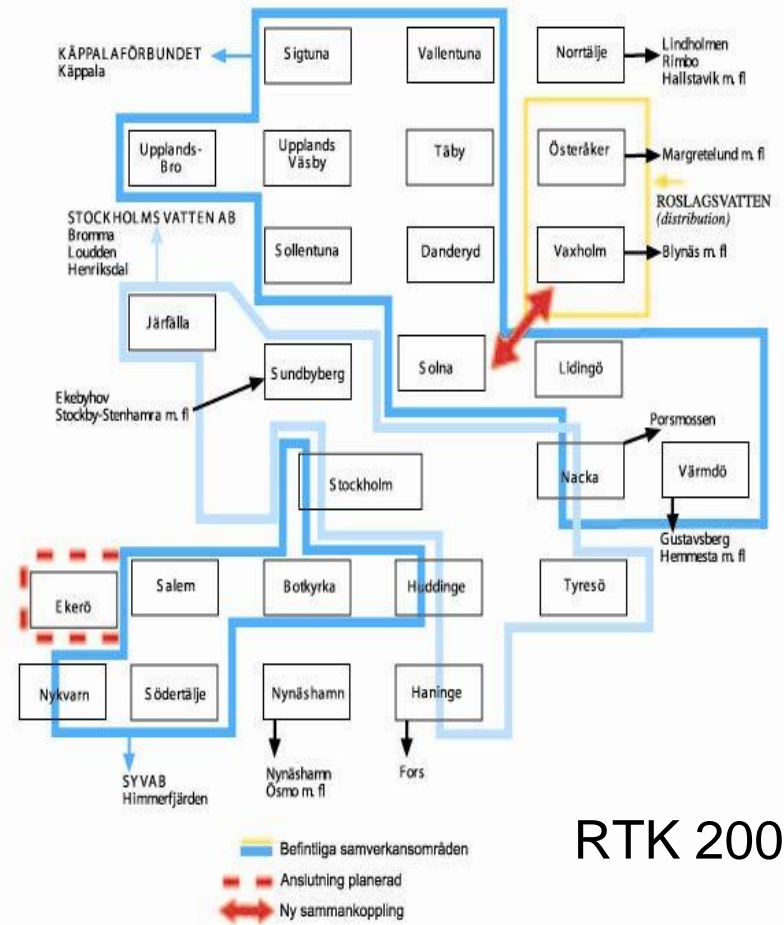 KÄPPALAFÖRBUNDET
Käppala
Sigtuna
Vallentuna
Norrtälje
Lindholmen
Rimbo
Hallstavik m. fl
Upplands-
Bro
Upplands
Väsby
Täby
Österåker
Margretelund m. fl
ROSLAGSVATTEN
(distribution)
STOCKHOLMS VATTEN AB
Bromma
Loudden
Henriksdal
Sollentuna
Danderyd
Vaxholm
Blynäs m. fl
Järfälla
Sundbyberg
Solna
Lidingö
Ekebyhov
Stockby-Stenhamra m. fl
Porsmossen
Stockholm
Nacka
Värmdö
Gustavsberg
Hemmesta m. fl
Ekerö
Salem
Botkyrka
Huddinge
Tyresö
Nykvarn
Södertälje
Nynäshamn
Haninge
SYVAB
Himmerfjärden
Nynäshamn
Ösmo m. fl
Fors
Befintliga samverkansområden
Anslutning planerad
Ny sammankoppling
RTK 200